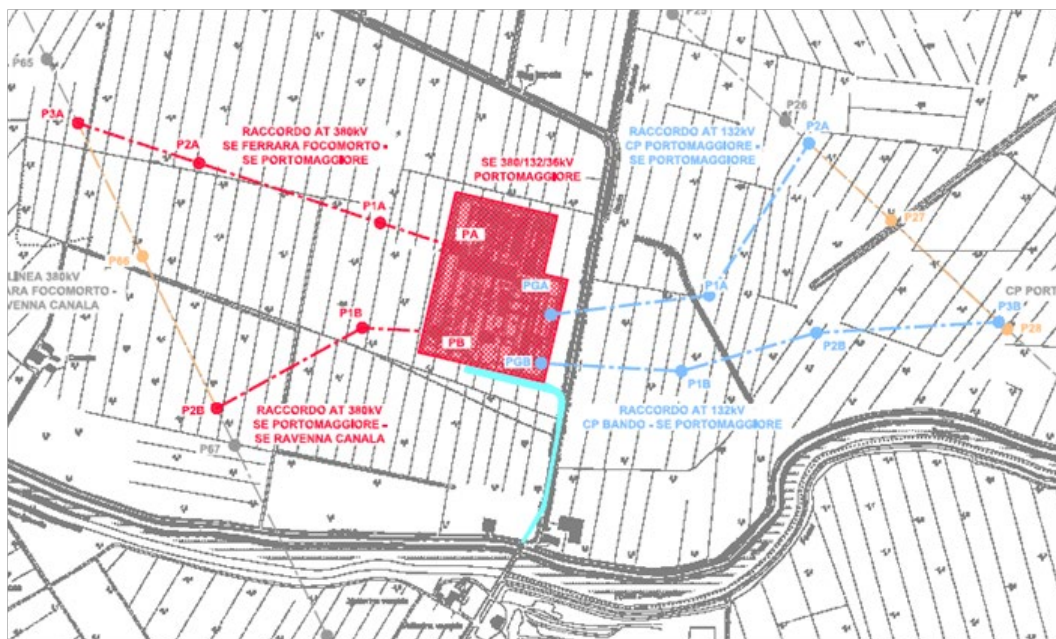 P25
P65
P26
P3A
P2A
RACCORDO AT 380kV
SE FERRARA FOCOMORTO -
SE PORTOMAGGIORE
P2A
RACCORDO AT 132kV
CP PORTOMAGGIORE -
SE PORTOMAGGIORE
SE 380/132/36kV
PORTOMAGGIORE
P1A
P27
PA
P66
LINEA 380kV
ARA FOCOMORTO -
AVENNA CANALA
PGA
P1A
CP PORT
P3B
P28
P1B
PB
P2B
PGB
P1B
P2B
RACCORDO AT 380kV
SE PORTOMAGGIORE -
SE RAVENNA CANALA
RACCORDO AT 132kV
CP BANDO - SE PORTOMAGGIORE
P67